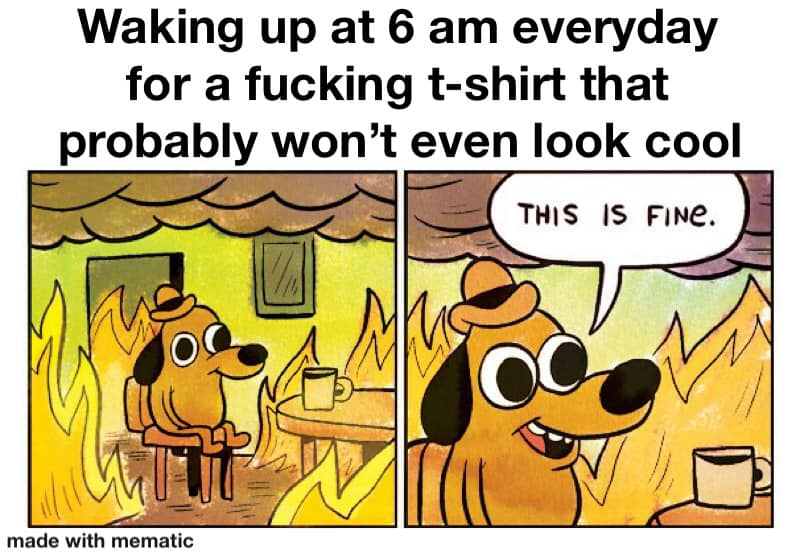 Waking up at 6 am everyday
for a fucking t-shirt that
probably won't even look cool
THIS IS FINE.
made with mematic